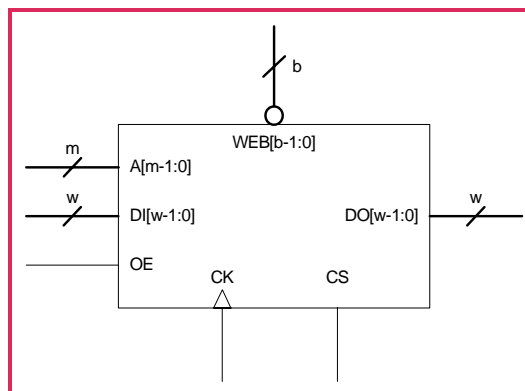 b
WEB[b-1:0]
m
A[m-1:0]
w
DI[w-1:0]
DO[w-1:0]
w
OE
CK
CS